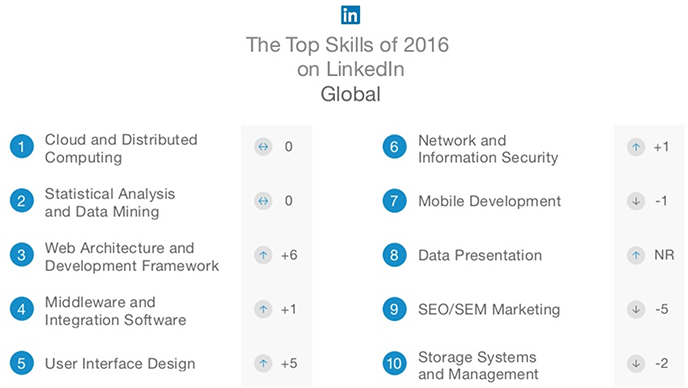 in
The Top Skills of 2016
on LinkedIn
Global
1 Cloud and Distributed
Computing
0
2 Statistical Analysis
and Data Mining
0
3 Web Architecture and
Development Framework
+6
4 Middleware and
Integration Software
+1
5 User Interface Design
+5
6 Network and
Information Security
+1
7 Mobile Development
-1
8 Data Presentation
NR
9 SEO/SEM Marketing
-5
10 Storage Systems
and Management
-2